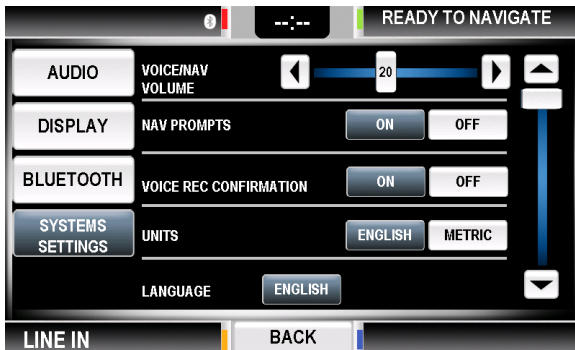 --:-- READY TO NAVIGATE
AUDIO
VOICE/NAV
VOLUME
20
DISPLAY
NAV PROMPTS
ON
OFF
BLUETOOTH
VOICE REC CONFIRMATION
ON
OFF
SYSTEMS
SETTINGS
UNITS
ENGLISH
METRIC
LANGUAGE
ENGLISH
LINE IN
BACK